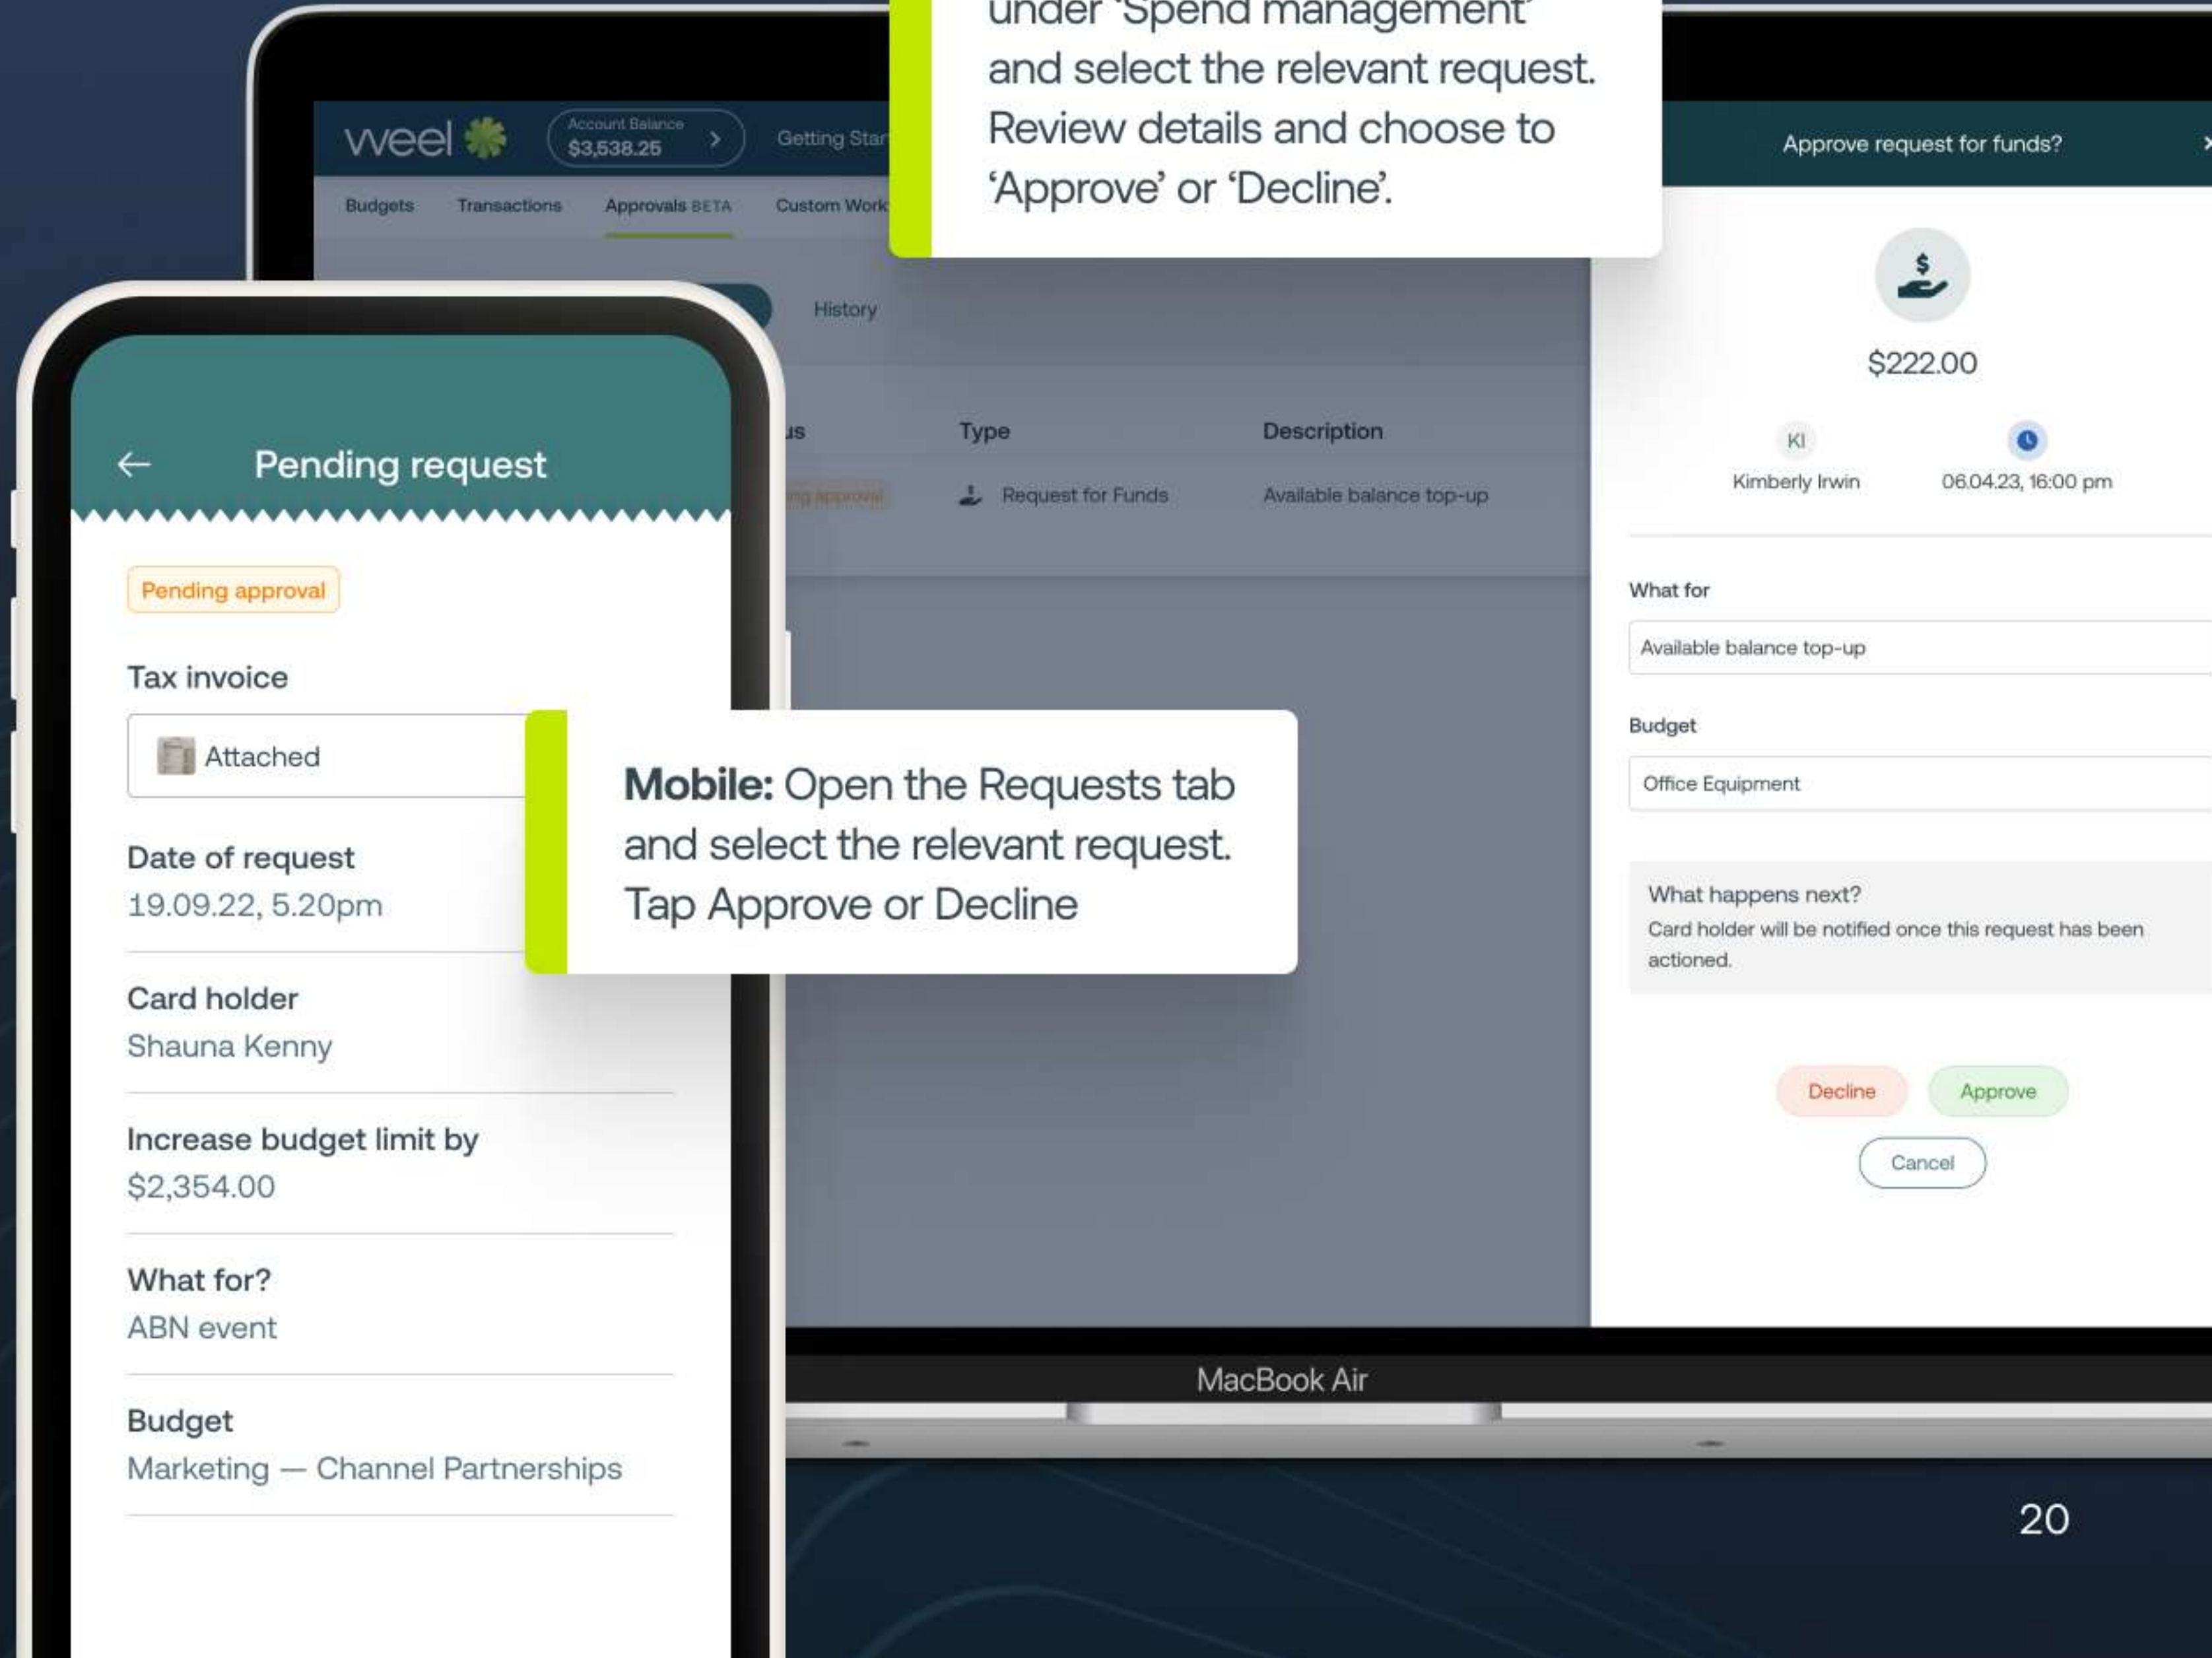 under 'Spend management'
and select the relevant request.
Review details and choose to
'Approve' or 'Decline'.
weel
Account Balance
$3,538.25
Getting Star
Budgets
Transactions
Approvals BETA
Custom Work
History
Type
Description
Request for Funds
Available balance top-up
Approve request for funds?
$222.00
KI
Kimberly Irwin
06.04.23, 16:00 pm
What for
Available balance top-up
Budget
Office Equipment
What happens next?
Card holder will be notified once this request has been
actioned.
Decline
Approve
Cancel
Pending request
Pending approval
Tax invoice
Attached
Date of request
19.09.22, 5.20pm
Card holder
Shauna Kenny
Increase budget limit by
$2,354.00
What for?
ABN event
Budget
Marketing — Channel Partnerships
Mobile: Open the Requests tab
and select the relevant request.
Tap Approve or Decline
MacBook Air
20